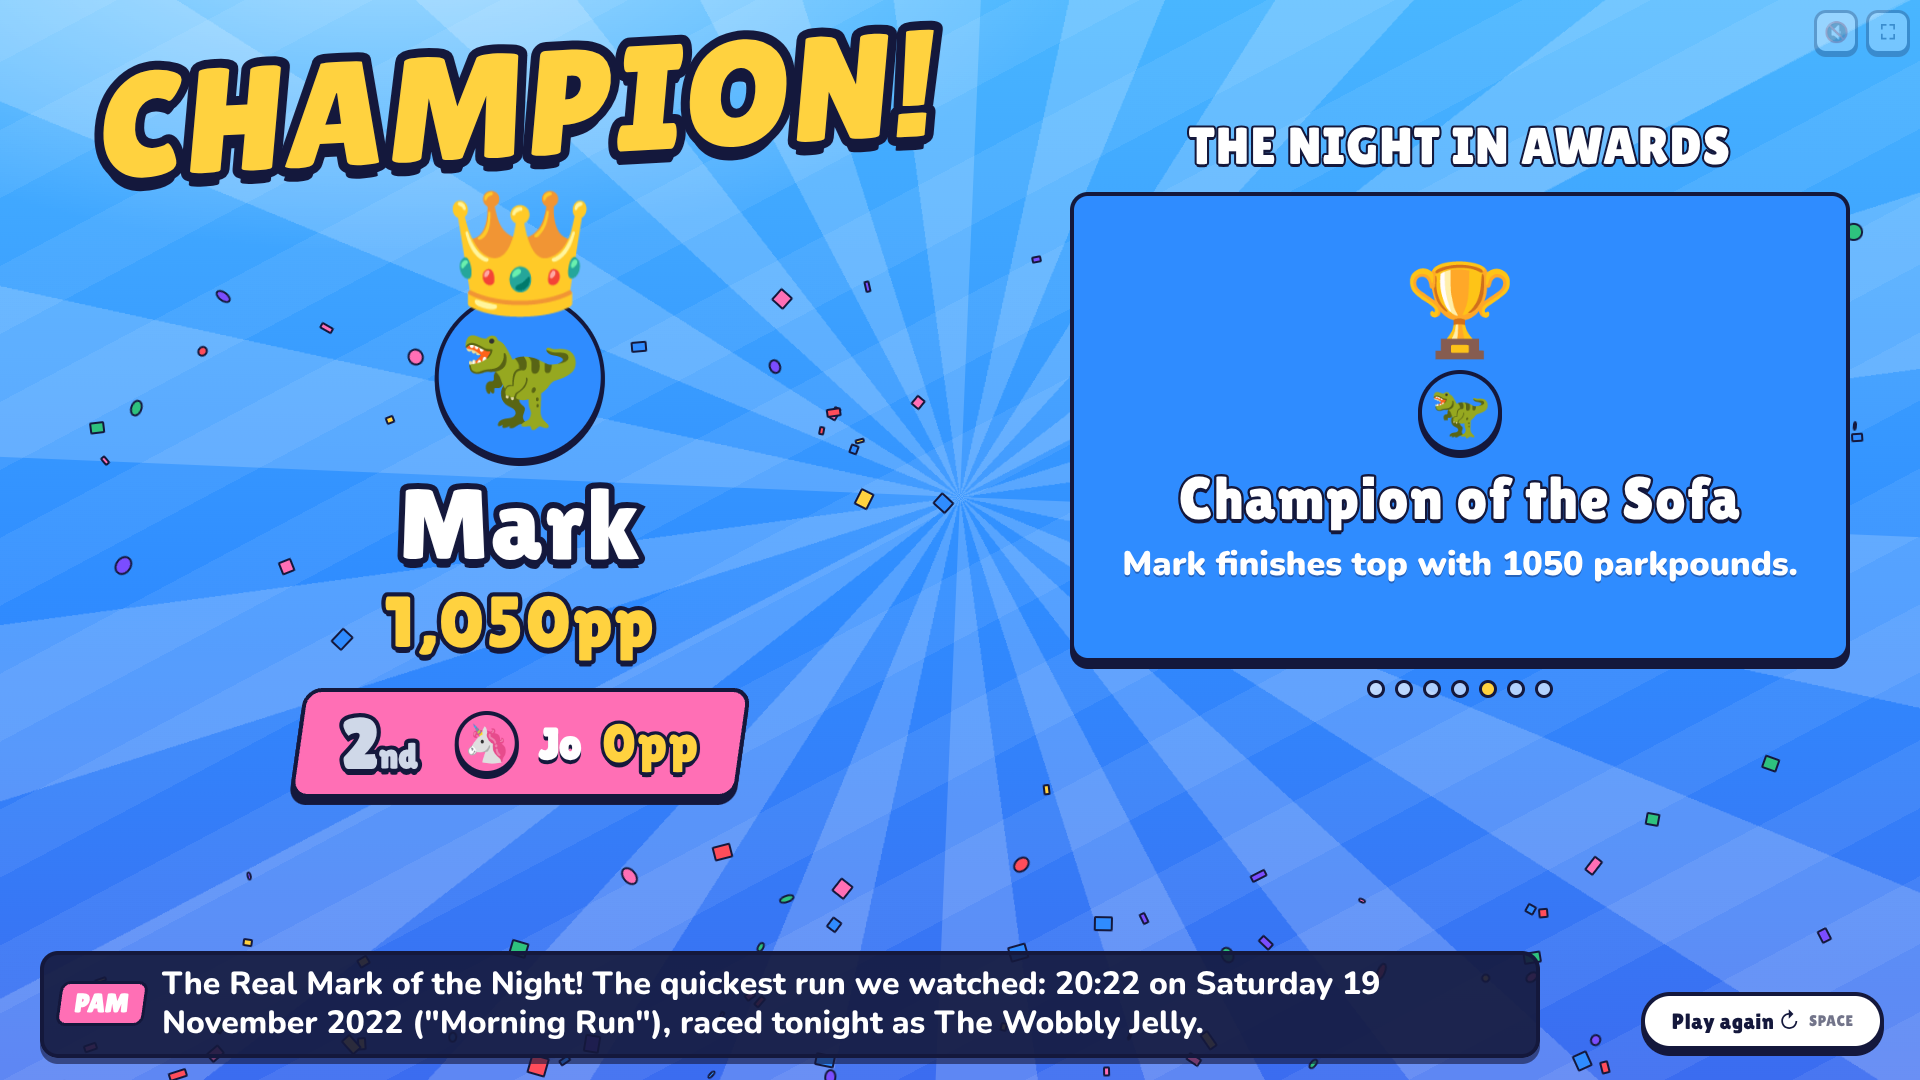 CHAMPION!
THE NIGHT IN AWARDS
Champion of the Sofa
Mark finishes top with 1050 parkpounds.
Mark
1,050pp
2nd Jo 0pp
PAM
The Real Mark of the Night! The quickest run we watched: 20:22 on Saturday 19
November 2022 ("Morning Run"), raced tonight as The Wobbly Jelly.
Play again SPACE